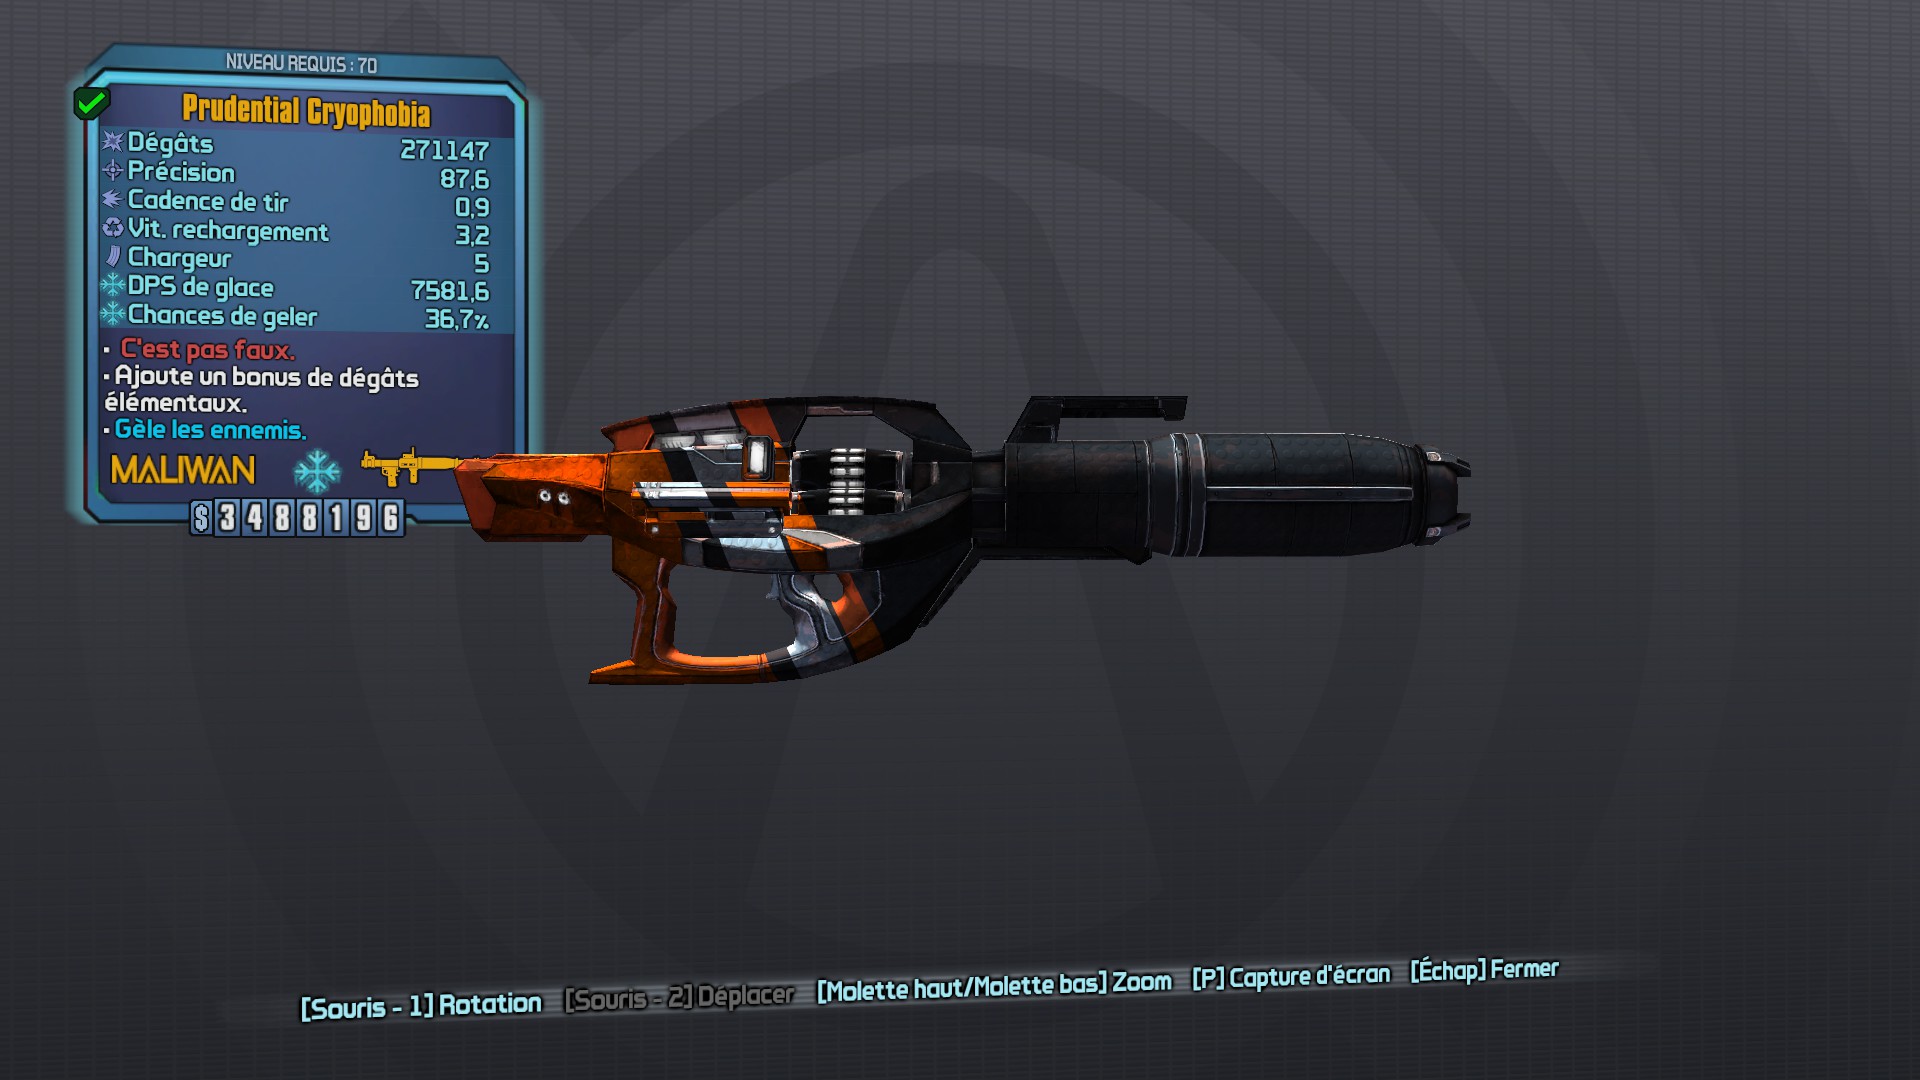 NIVEAU REQUIS : 70
Prudential Cryophobia
Dégâts 271147
Précision 87,6
Cadence de tir 0,9
Vit. rechargement 3,2
Chargeur 5
DPS de glace 7581,6
Chances de geler 36,7%
• C'est pas faux.
• Ajoute un bonus de dégâts
élémentaux.
• Gèle les ennemis.
MALIWAN
$3488196
[Souris - 1] Rotation [Souris - 2] Déplacer [Molette haut/Molette bas] Zoom [P] Capture d'écran [Échap] Fermer